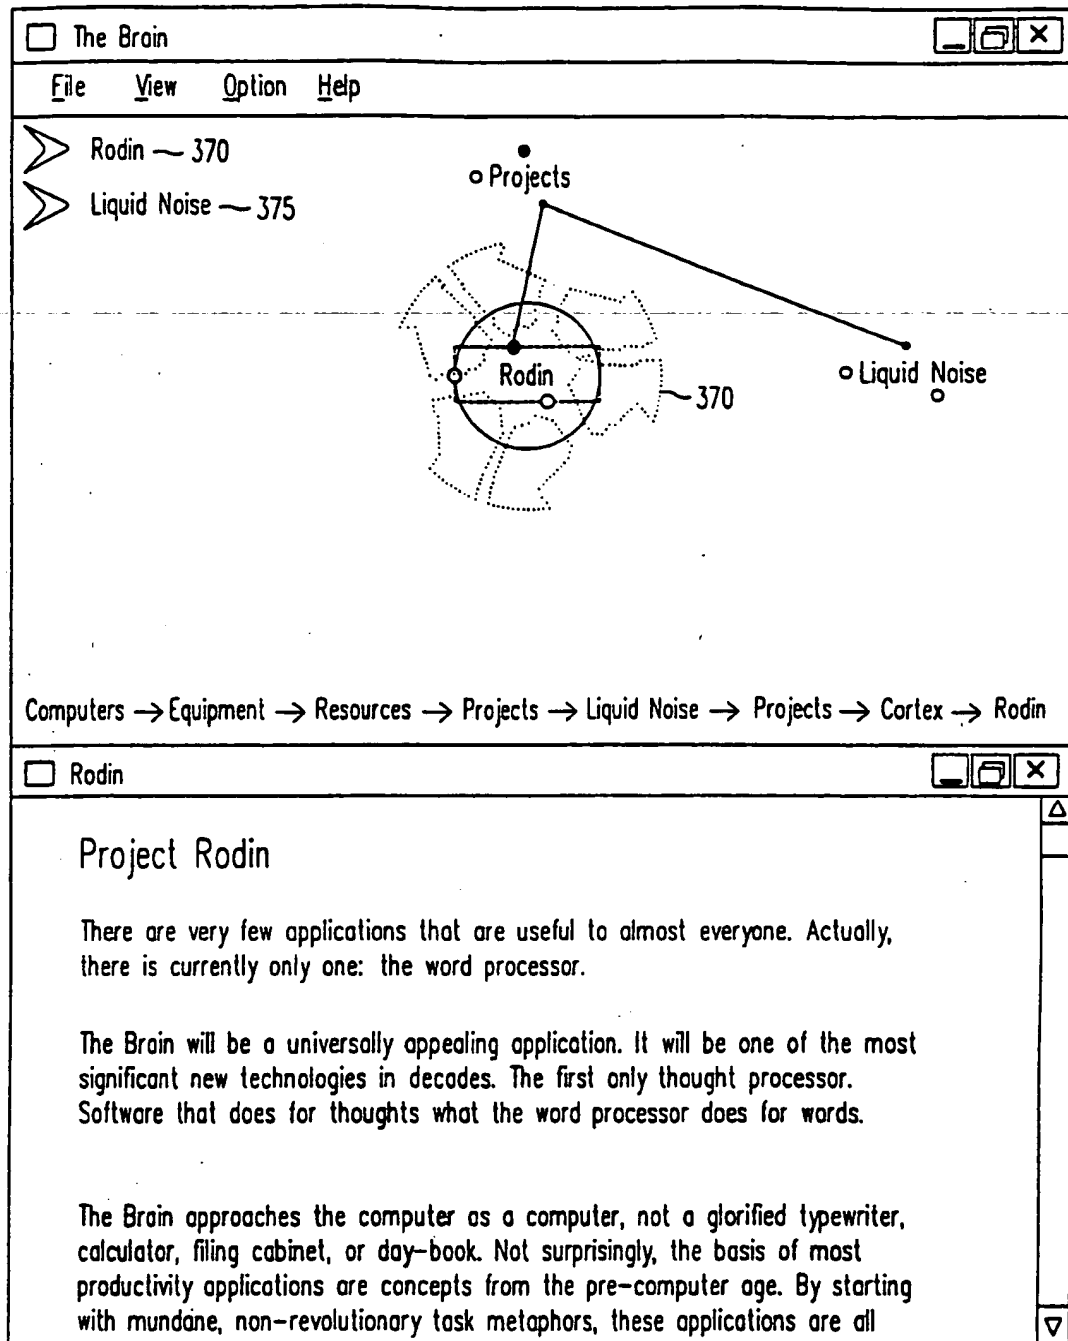 The Brain
File View Option Help
Rodin 370
Liquid Noise 375
Projects
Rodin
370
Liquid Noise
Computers → Equipment → Resources → Projects → Liquid Noise → Projects → Cortex → Rodin
Rodin
Project Rodin
There are very few applications that are useful to almost everyone. Actually,
there is currently only one: the word processor.
The Brain will be a universally appealing application. It will be one of the most
significant new technologies in decades. The first only thought processor.
Software that does for thoughts what the word processor does for words.
The Brain approaches the computer as a computer, not a glorified typewriter,
calculator, filing cabinet, or day-book. Not surprisingly, the basis of most
productivity applications are concepts from the pre-computer age. By starting
with mundane, non-revolutionary task metaphors, these applications are all